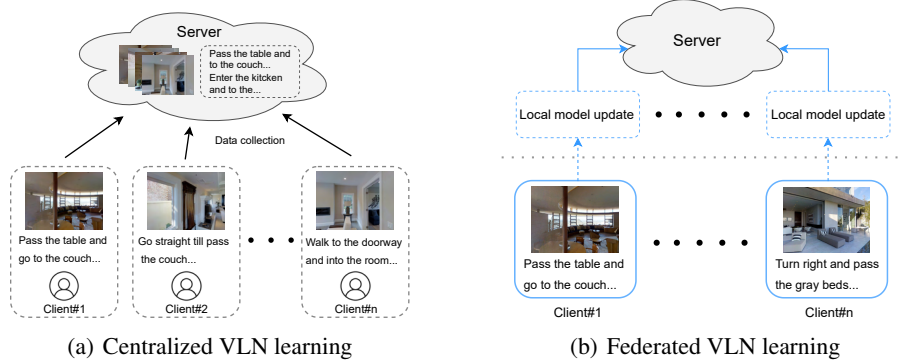 Server
Pass the table and
to the couch...
Enter the kitcken
and to the...
Data collection
Pass the table and
go to the couch...
Client#1
Go straight till pass
the couch...
Client#2
Walk to the doorway
and into the room...
Client#n
(a) Centralized VLN learning
Server
Local model update
Local model update
Pass the table and
go to the couch...
Client#1
Turn right and pass
the gray beds...
Client#n
(b) Federated VLN learning